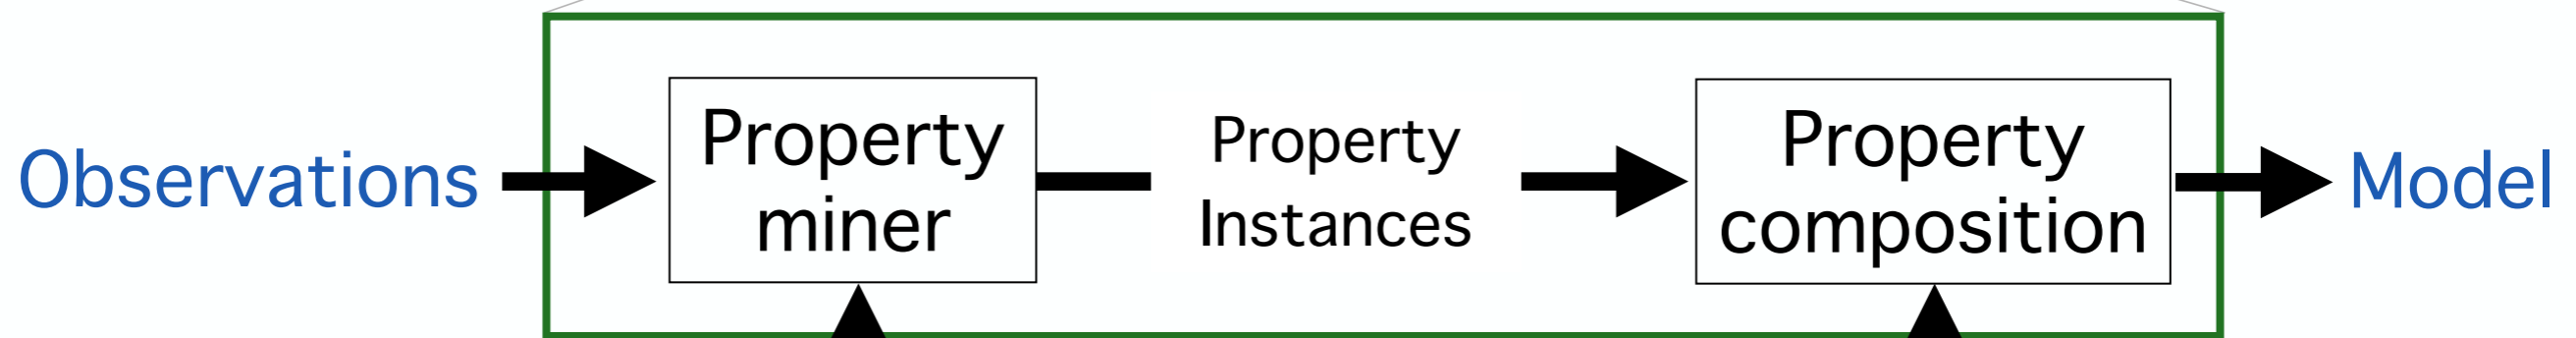 Observations
Property
miner
Property
Instances
Property
composition
Model